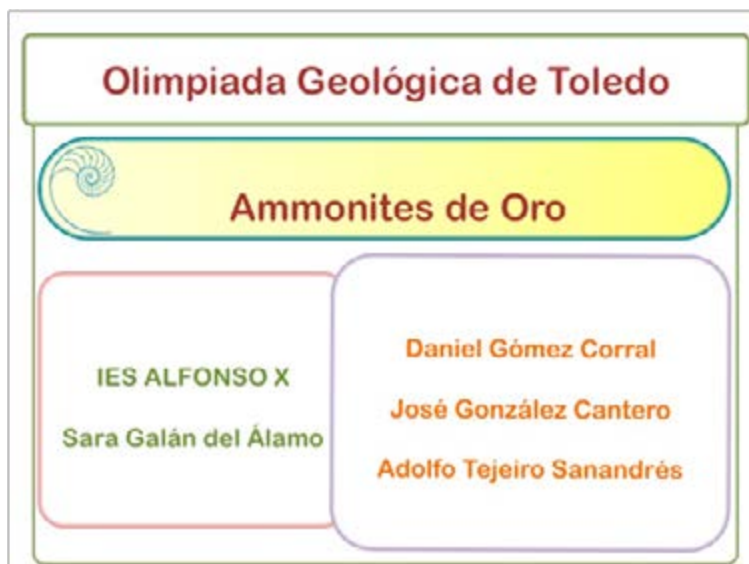 Olimpiada Geológica de Toledo
Ammonites de Oro
IES ALFONSO X
Sara Galán del Álamo
Daniel Gómez Corral
José González Cantero
Adolfo Tejeiro Sanandrés